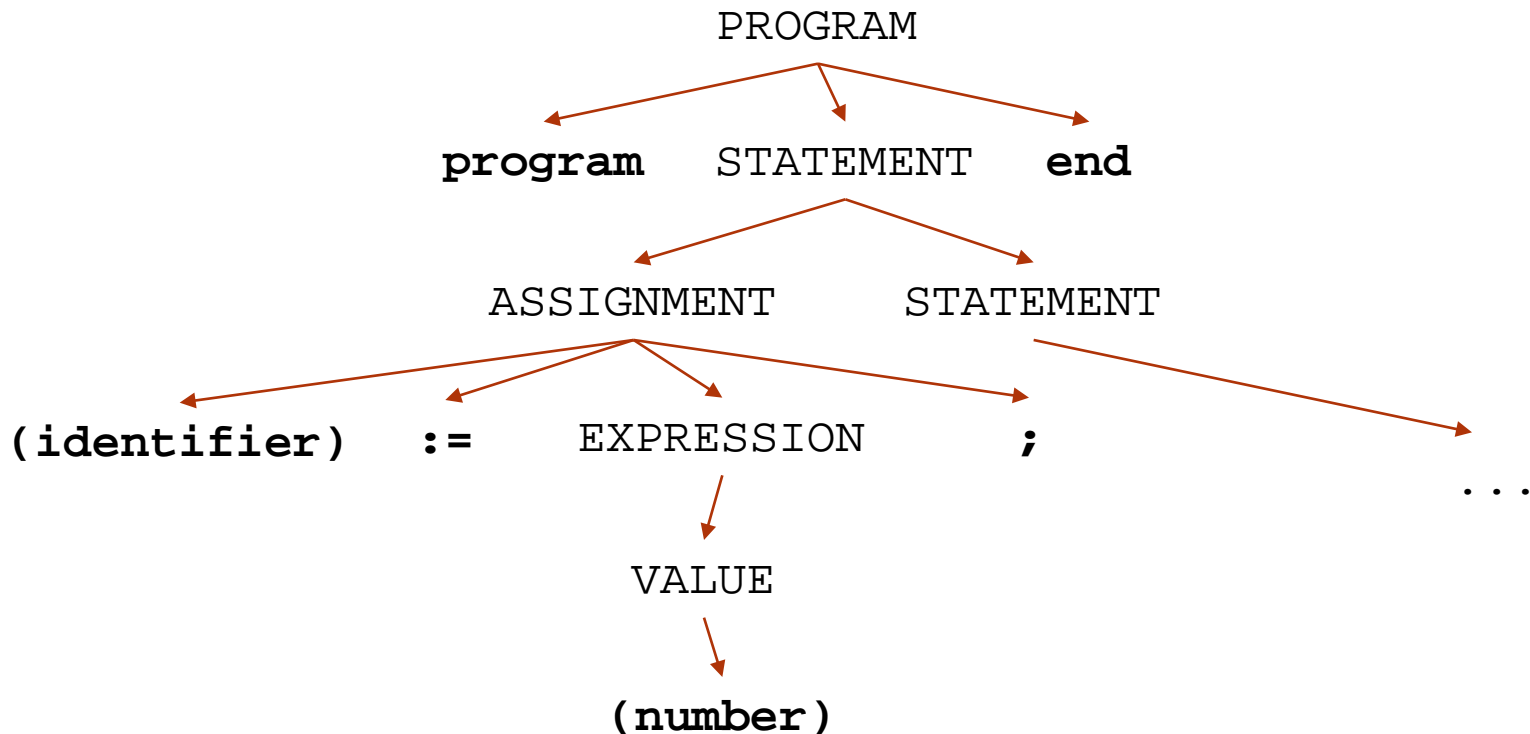 PROGRAM
program STATEMENT end
ASSIGNMENT STATEMENT
(identifier) := EXPRESSION ;
...
VALUE
(number)